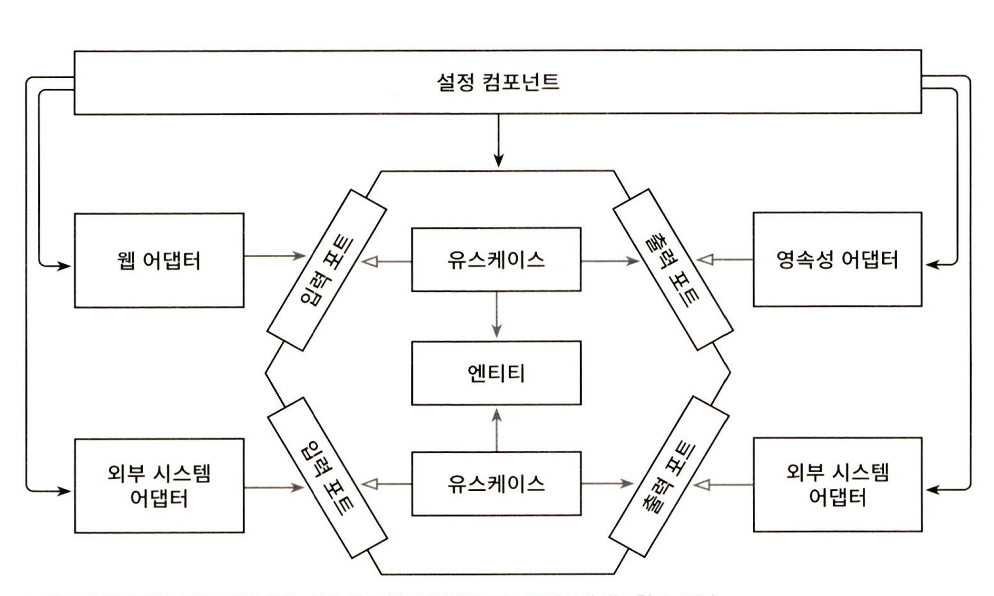 설정 컴포넌트
웹 어댑터
입력 포트
유스케이스
출력 포트
영속성 어댑터
엔티티
외부 시스템
어댑터
입력 포트
유스케이스
출력 포트
외부 시스템
어댑터